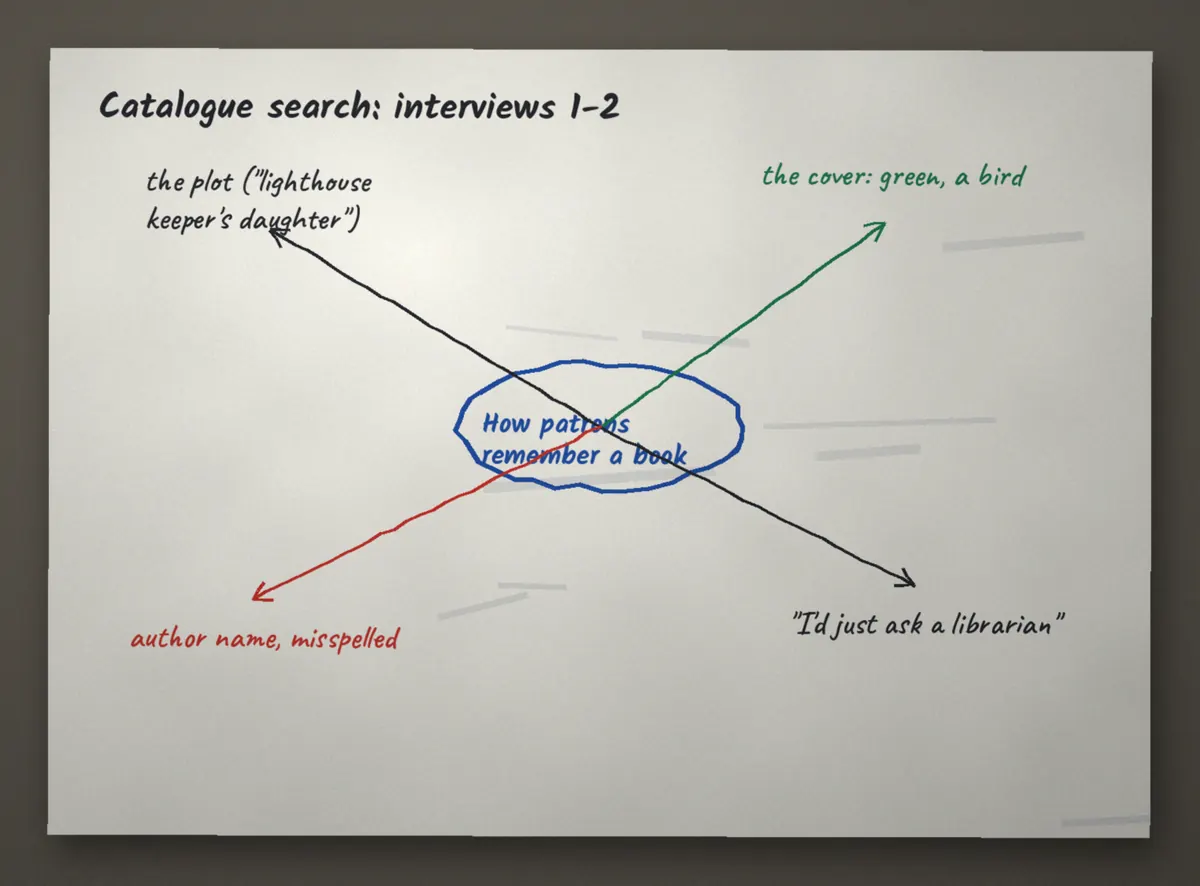 Catalogue search: interviews 1-2
the plot ("lighthouse
keeper's daughter")
the cover: green, a bird
How patrons
remember a book
author name, misspelled
"I'd just ask a librarian"